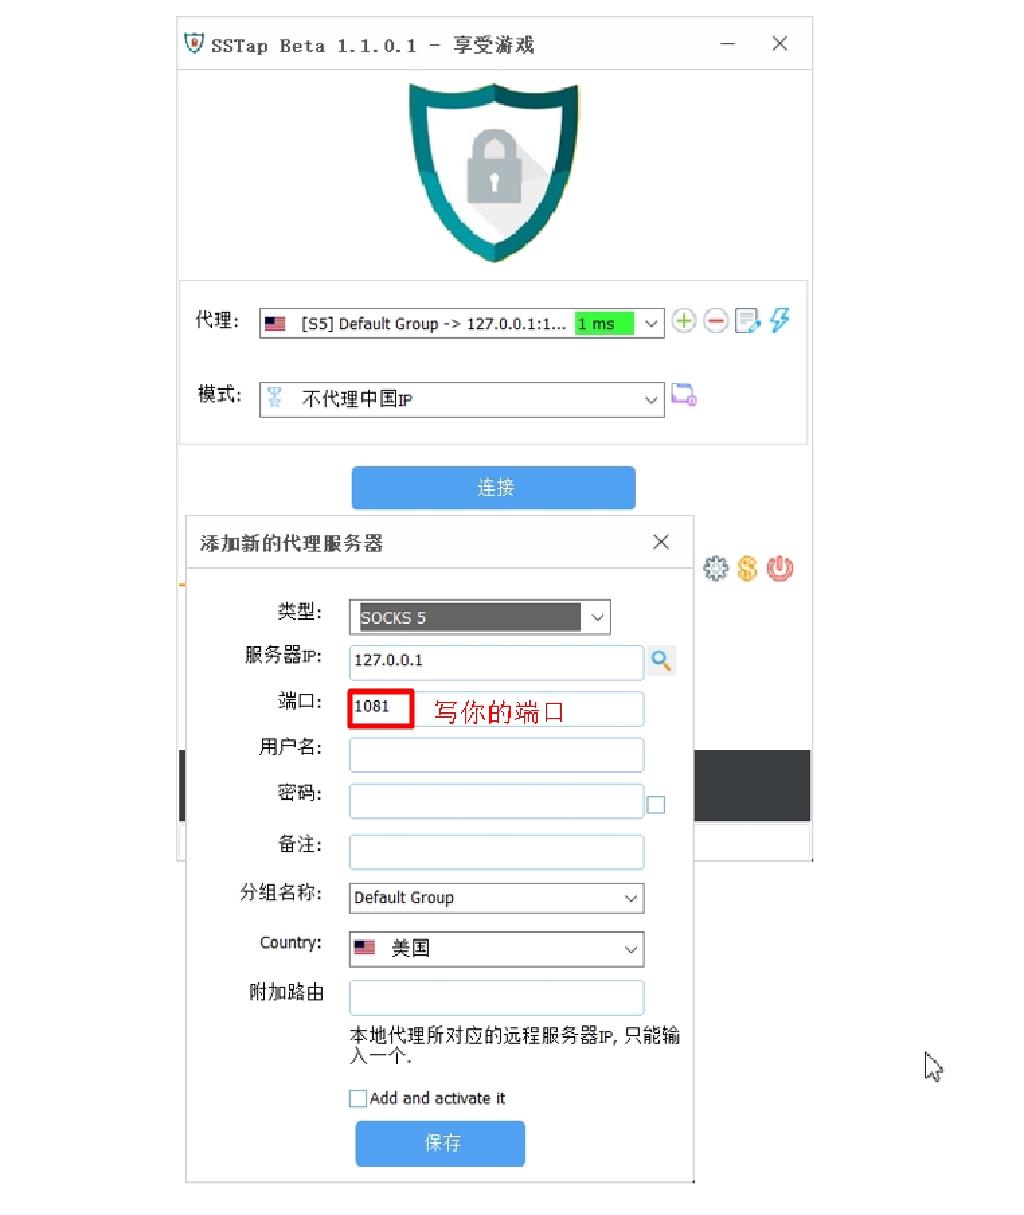 SSTap Beta 1.1.0.1 - 享受游戏
代理: [S5] Default Group -> 127.0.0.1:1... 1 ms
模式: 不代理中国IP
连接
添加新的代理服务器
类型: SOCKS 5
服务器IP: 127.0.0.1
端口: 1081 写你的端口
用户名:
密码:
备注:
分组名称: Default Group
Country: 美国
附加路由
本地代理所对应的远程服务器IP, 只能输
入一个.
Add and activate it
保存